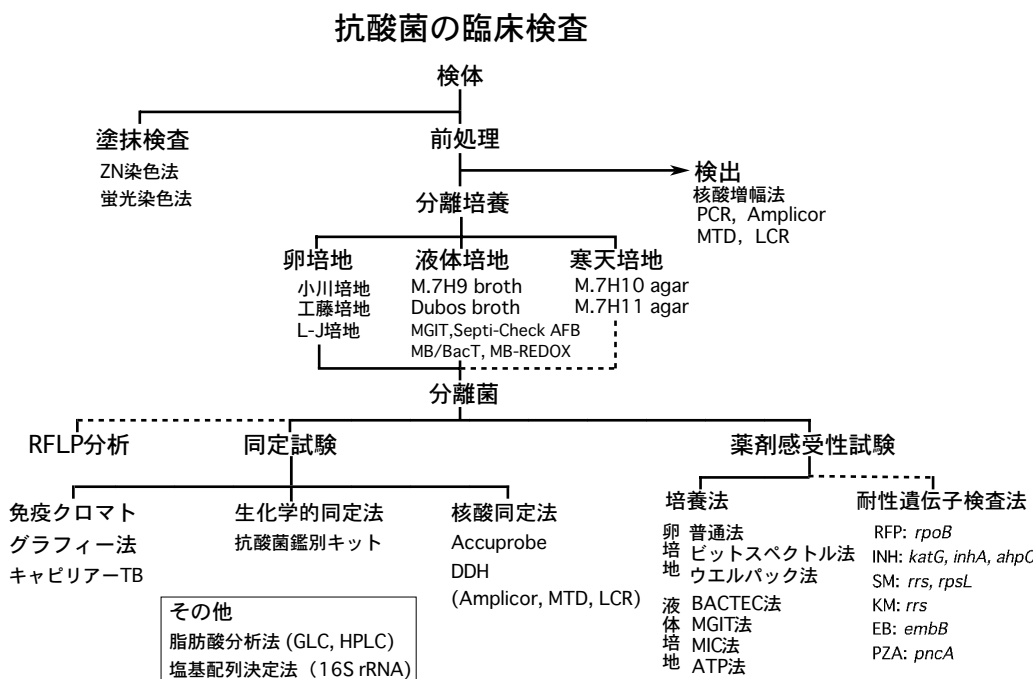 抗酸菌の臨床検査
検体
塗抹検査
ZN染色法
蛍光染色法
前処理
検出
核酸増幅法
PCR, Amplicor
MTD, LCR
分離培養
卵培地
小川培地
工藤培地
L-J培地
液体培地
M.7H9 broth
Dubos broth
MGIT,Septi-Check AFB
MB/BacT, MB-REDOX
寒天培地
M.7H10 agar
M.7H11 agar
分離菌
RFLP分析
同定試験
薬剤感受性試験
免疫クロマト
グラフィー法
キャピリアーTB
生化学的同定法
抗酸菌鑑別キット
核酸同定法
Accuprobe
DDH
(Amplicor, MTD, LCR)
その他
脂肪酸分析法 (GLC, HPLC)
塩基配列決定法（16S rRNA)
培養法
卵培地
普通法
ビットスペクトル法
ウエルパック法
液体培地
BACTEC法
MGIT法
MIC法
ATP法
耐性遺伝子検査法
RFP: rpoB
INH: katG, inhA, ahpC
SM: rrs, rpsL
KM: rrs
EB: embB
PZA: pncA